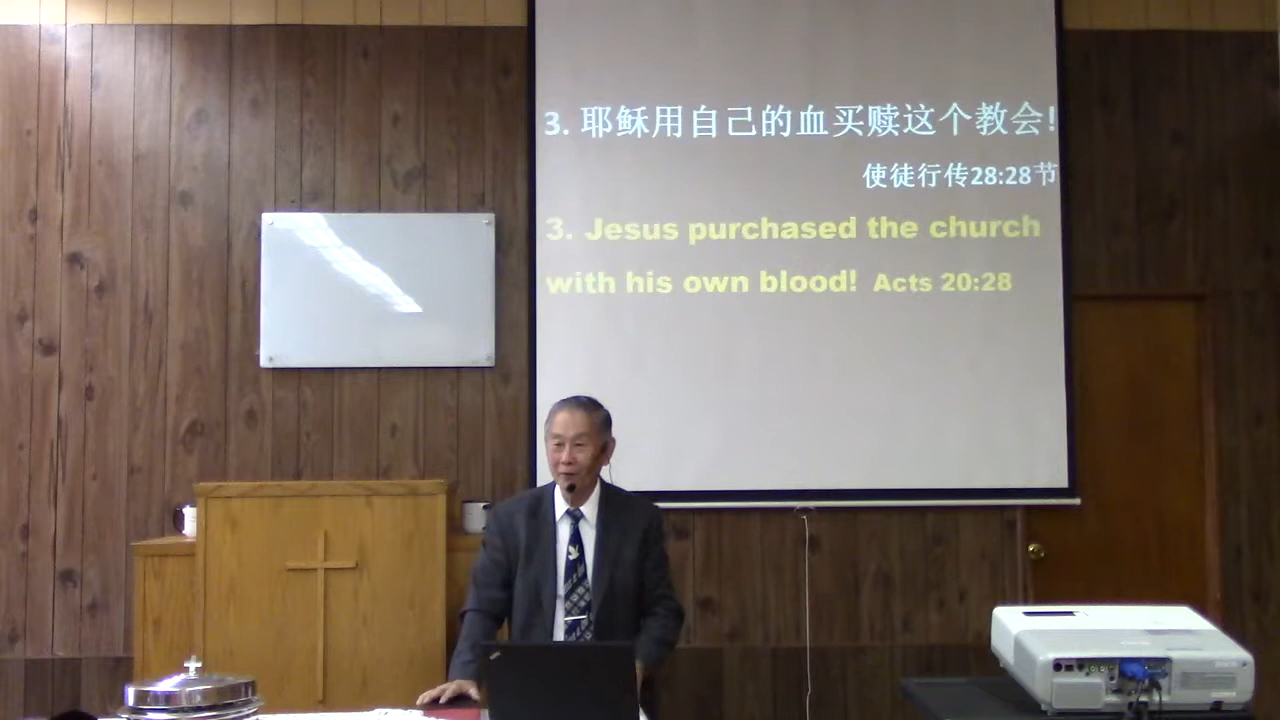 3. 耶稣用自己的血买赎这个教会!
使徒行传28:28节
3. Jesus purchased the church
with his own blood! Acts 20:28